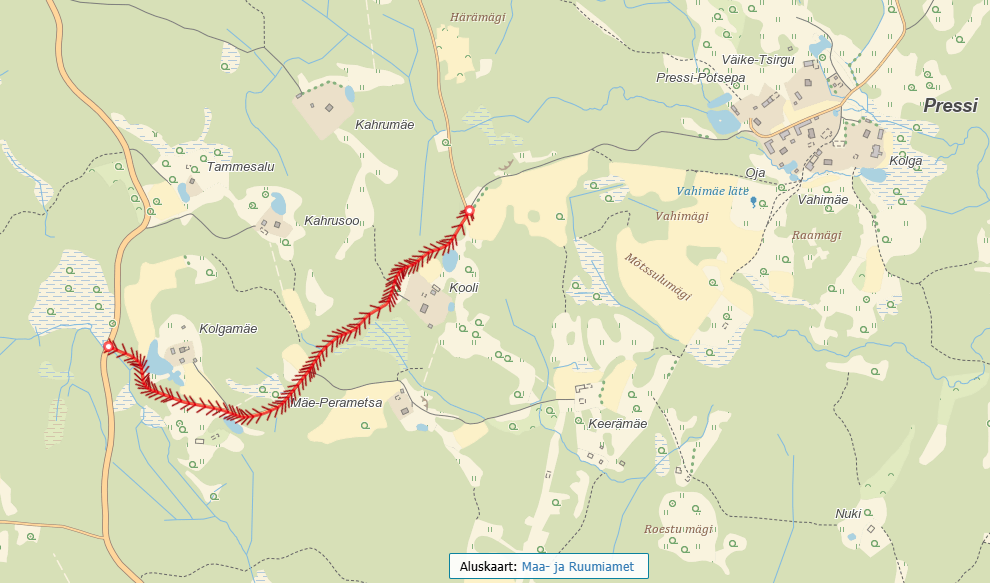 Härämägi
Väike-Tsirgu
Pressi-Potsepa
Pressi
Kahrumäe
Kolga
Tammesalu
Oja
Vahimäe läte
Vahimäe
Kahrusoo
Vahimägi
Raamägi
Mõtssulumägi
Kooli
Kolgamäe
Mäe-Perametsa
Keerämäe
Nuki
Roestumägi
Aluskaart: Maa- ja Ruumiamet